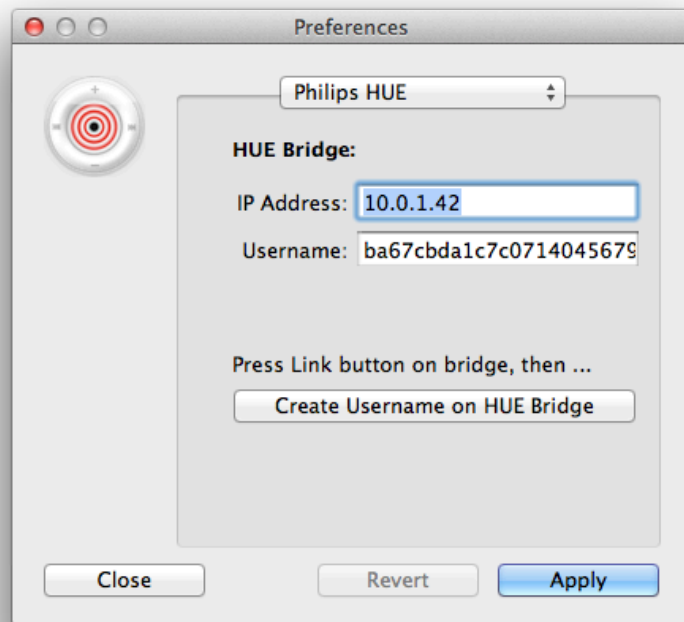 Preferences
Philips HUE
HUE Bridge:
IP Address: 10.0.1.42
Username: ba67cbda1c7c0714045679
Press Link button on bridge, then ...
Create Username on HUE Bridge
Close Revert Apply